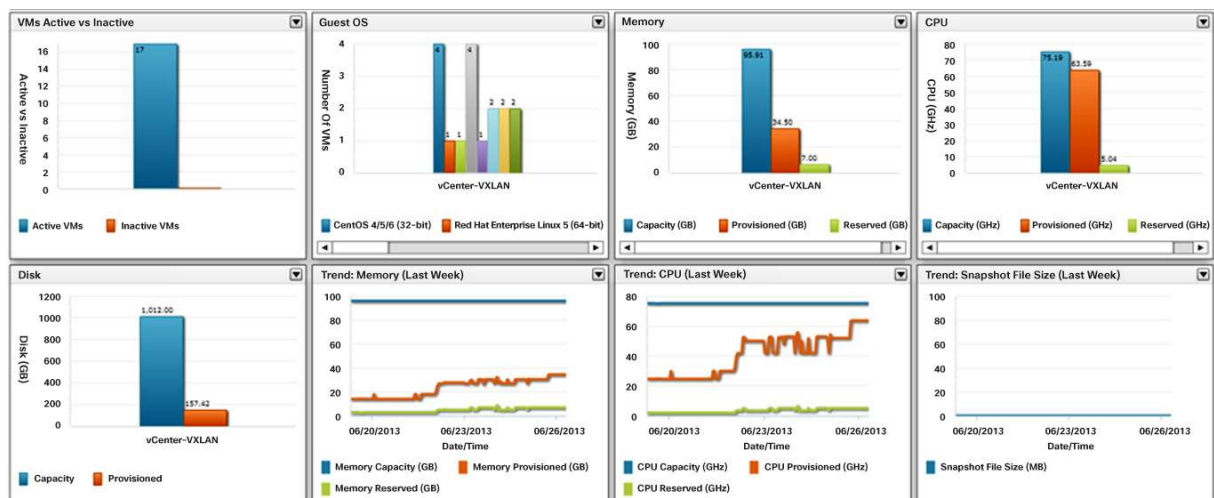 VMs Active vs Inactive
16
14
12
10
8
6
4
2
0
Active vs Inactive
17
Active VMs
Inactive VMs
Guest OS
4
3
2
1
0
Number Of VMs
4
1
1
4
1
2
2
2
vCenter-VXLAN
CentOS 4/5/6 (32-bit)
Red Hat Enterprise Linux 5 (64-bit)
Memory
100
80
60
40
20
0
Memory (GB)
95.91
34.50
7.00
vCenter-VXLAN
Capacity (GB)
Provisioned (GB)
Reserved (GB)
CPU
80
70
60
50
40
30
20
10
0
CPU (GHz)
75.19
63.59
5.04
vCenter-VXLAN
Capacity (GHz)
Provisioned (GHz)
Reserved (GHz)
Disk
1200
1000
800
600
400
200
0
Disk (GB)
1,012.00
157.42
vCenter-VXLAN
Capacity
Provisioned
Trend: Memory (Last Week)
100
80
60
40
20
0
06/20/2013
06/23/2013
06/26/2013
Date/Time
Memory Capacity (GB)
Memory Provisioned (GB)
Memory Reserved (GB)
Trend: CPU (Last Week)
80
60
40
20
0
06/20/2013
06/23/2013
06/26/2013
Date/Time
CPU Capacity (GHz)
CPU Provisioned (GHz)
CPU Reserved (GHz)
Trend: Snapshot File Size (Last Week)
100
80
60
40
20
0
06/20/2013
06/23/2013
06/26/2013
Date/Time
Snapshot File Size (MB)